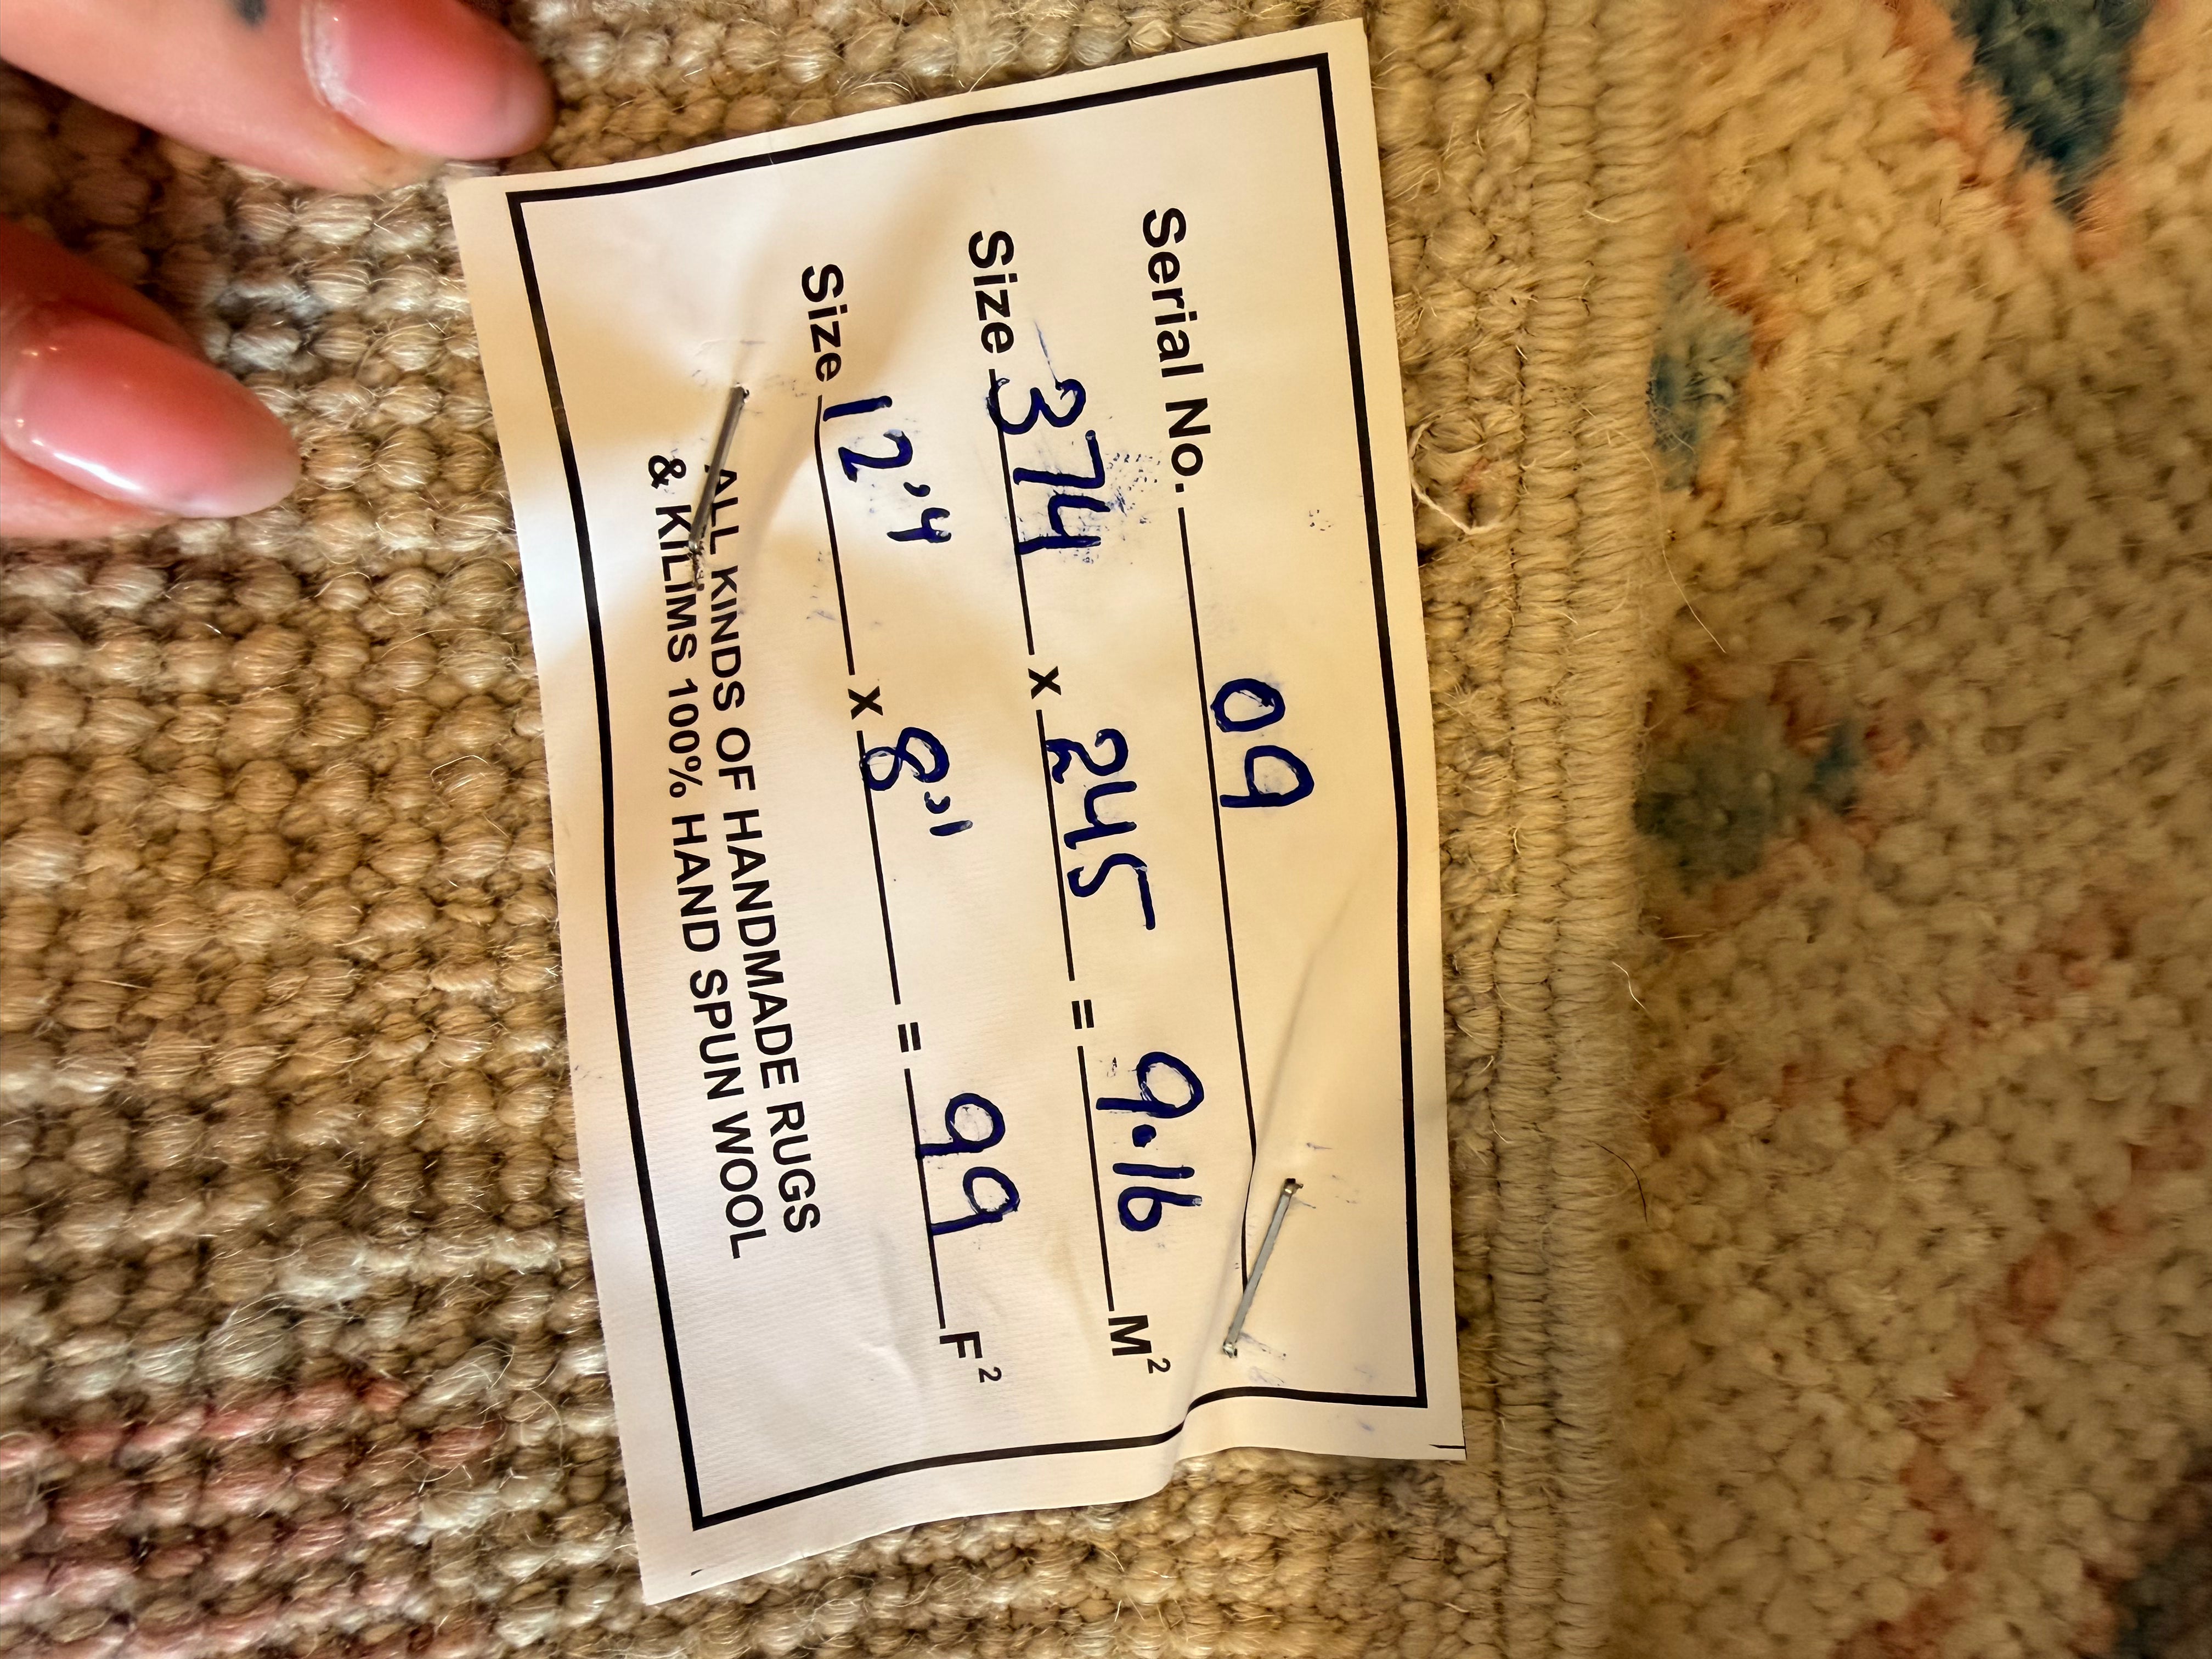 Serial No. 09
Size 374 x 245 = 9.16 M²
Size 12'4 x 8'1 = 99 F²
ALL KINDS OF HANDMADE RUGS
& KILIMS 100% HAND SPUN WOOL